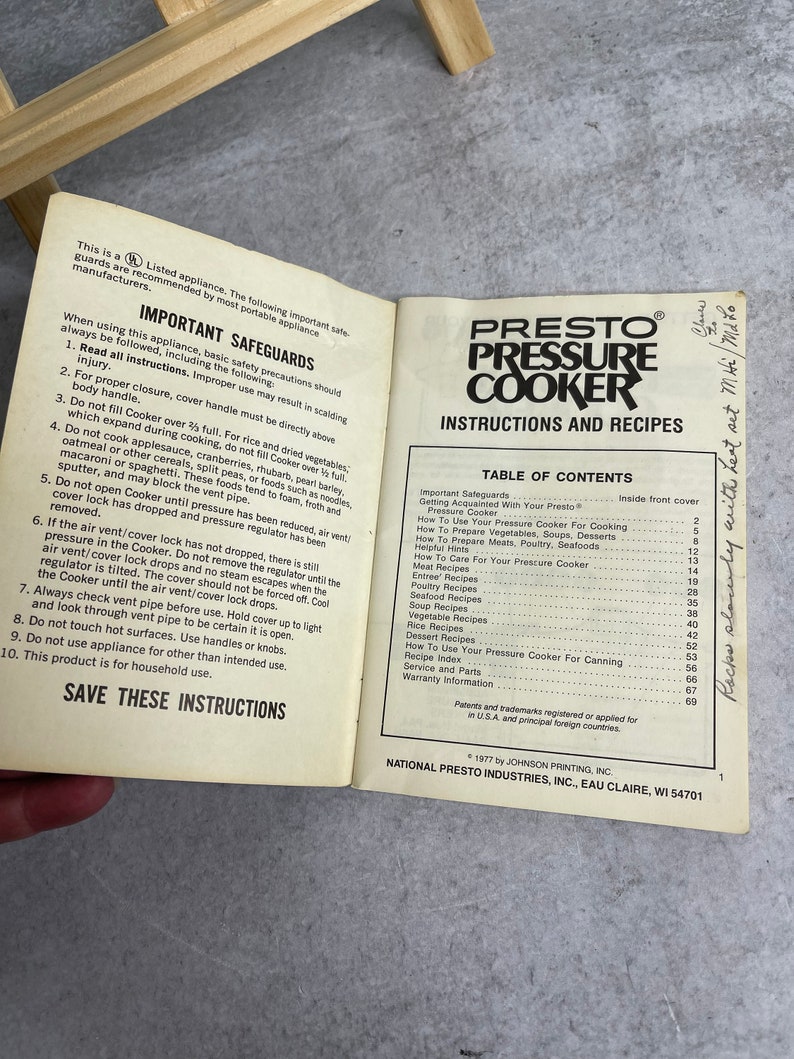 This is a UL Listed appliance. The following important safe-
guards are recommended by most portable appliance
manufacturers.
IMPORTANT SAFEGUARDS
When using this appliance, basic safety precautions should
always be followed, including the following:
1. Read all instructions. Improper use may result in scalding
injury.
2. For proper closure, cover handle must be directly above
body handle.
3. Do not fill Cooker over ⅔ full. For rice and dried vegetables,
which expand during cooking, do not fill Cooker over ½ full.
4. Do not cook applesauce, cranberries, rhubarb, pearl barley,
oatmeal or other cereals, split peas, or foods such as noodles,
macaroni or spaghetti. These foods tend to foam, froth and
sputter, and may block the vent pipe.
5. Do not open Cooker until pressure has been reduced, air vent/
cover lock has dropped and pressure regulator has been
removed.
6. If the air vent/cover lock has not dropped, there is still
pressure in the Cooker. Do not remove the regulator until the
air vent/cover lock drops and no steam escapes when the
regulator is tilted. The cover should not be forced off. Cool
the Cooker until the air vent/cover lock drops.
7. Always check vent pipe before use. Hold cover up to light
and look through vent pipe to be certain it is open.
8. Do not touch hot surfaces. Use handles or knobs.
9. Do not use appliance for other than intended use.
10. This product is for household use.
SAVE THESE INSTRUCTIONS
PRESTO®
PRESSURE
COOKER
INSTRUCTIONS AND RECIPES
TABLE OF CONTENTS
Important Safeguards Inside front cover
Getting Acquainted With Your Presto®
Pressure Cooker 2
How To Use Your Pressure Cooker For Cooking 5
How To Prepare Vegetables, Soups, Desserts 8
How To Prepare Meats, Poultry, Seafoods 12
Helpful Hints 13
How To Care For Your Pressure Cooker 14
Meat Recipes 19
Entree' Recipes 28
Poultry Recipes 35
Seafood Recipes 38
Soup Recipes 40
Vegetable Recipes 42
Rice Recipes 52
Dessert Recipes 53
How To Use Your Pressure Cooker For Canning 56
Recipe Index 66
Service and Parts 67
Warranty Information 69
Patents and trademarks registered or applied for
in U.S.A. and principal foreign countries.
© 1977 by JOHNSON PRINTING, INC.
NATIONAL PRESTO INDUSTRIES, INC., EAU CLAIRE, WI 54701
1
Rocks slowly with heat set M Hi / Md Lo
to